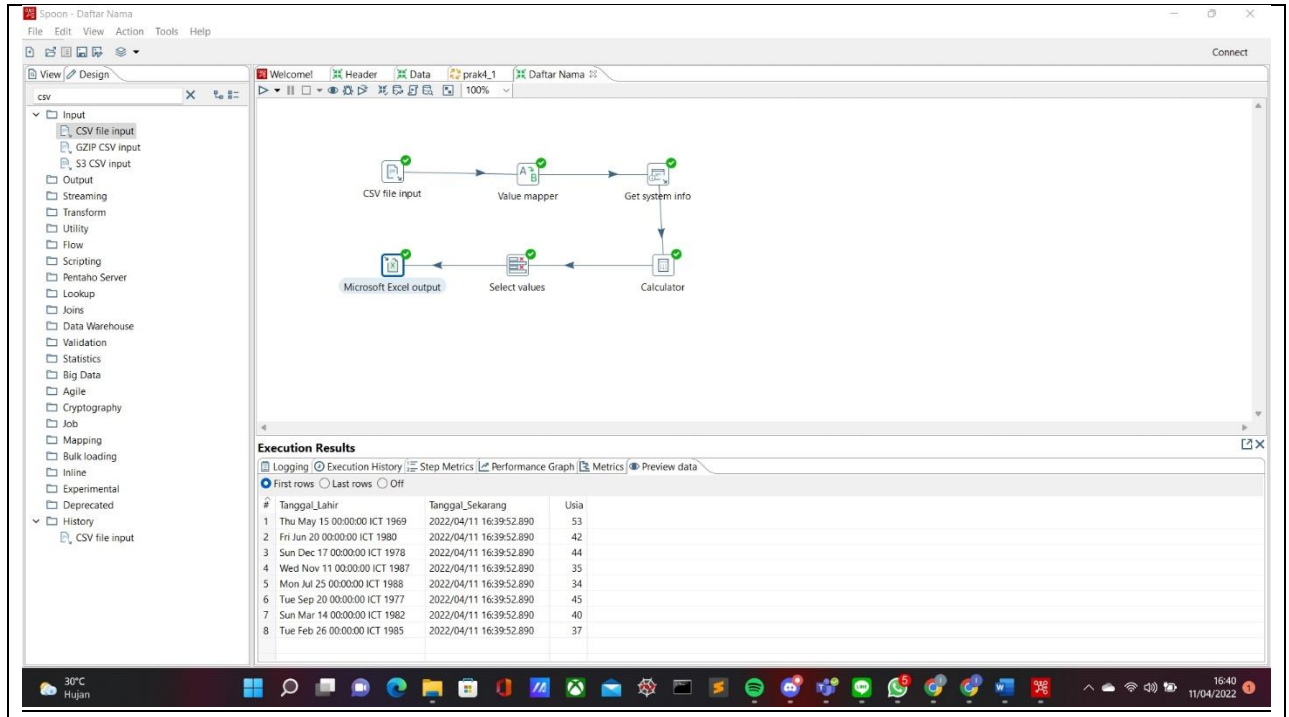 Spoon - Daftar Nama
File Edit View Action Tools Help
Connect
View Design
csv
Input
CSV file input
GZIP CSV input
S3 CSV input
Output
Streaming
Transform
Utility
Flow
Scripting
Pentaho Server
Lookup
Joins
Data Warehouse
Validation
Statistics
Big Data
Agile
Cryptography
Job
Mapping
Bulk loading
Inline
Experimental
Deprecated
History
CSV file input
Welcome! Header Data prak4_1 Daftar Nama
100%
CSV file input Value mapper Get system info
Microsoft Excel output Select values Calculator
Execution Results
Logging Execution History Step Metrics Performance Graph Metrics Preview data
First rows Last rows Off
# Tanggal_Lahir Tanggal_Sekarang Usia
1 Thu May 15 00:00:00 ICT 1969 2022/04/11 16:39:52.890 53
2 Fri Jun 20 00:00:00 ICT 1980 2022/04/11 16:39:52.890 42
3 Sun Dec 17 00:00:00 ICT 1978 2022/04/11 16:39:52.890 44
4 Wed Nov 11 00:00:00 ICT 1987 2022/04/11 16:39:52.890 35
5 Mon Jul 25 00:00:00 ICT 1988 2022/04/11 16:39:52.890 34
6 Tue Sep 20 00:00:00 ICT 1977 2022/04/11 16:39:52.890 45
7 Sun Mar 14 00:00:00 ICT 1982 2022/04/11 16:39:52.890 40
8 Tue Feb 26 00:00:00 ICT 1985 2022/04/11 16:39:52.890 37
30°C
Hujan
16:40
11/04/2022